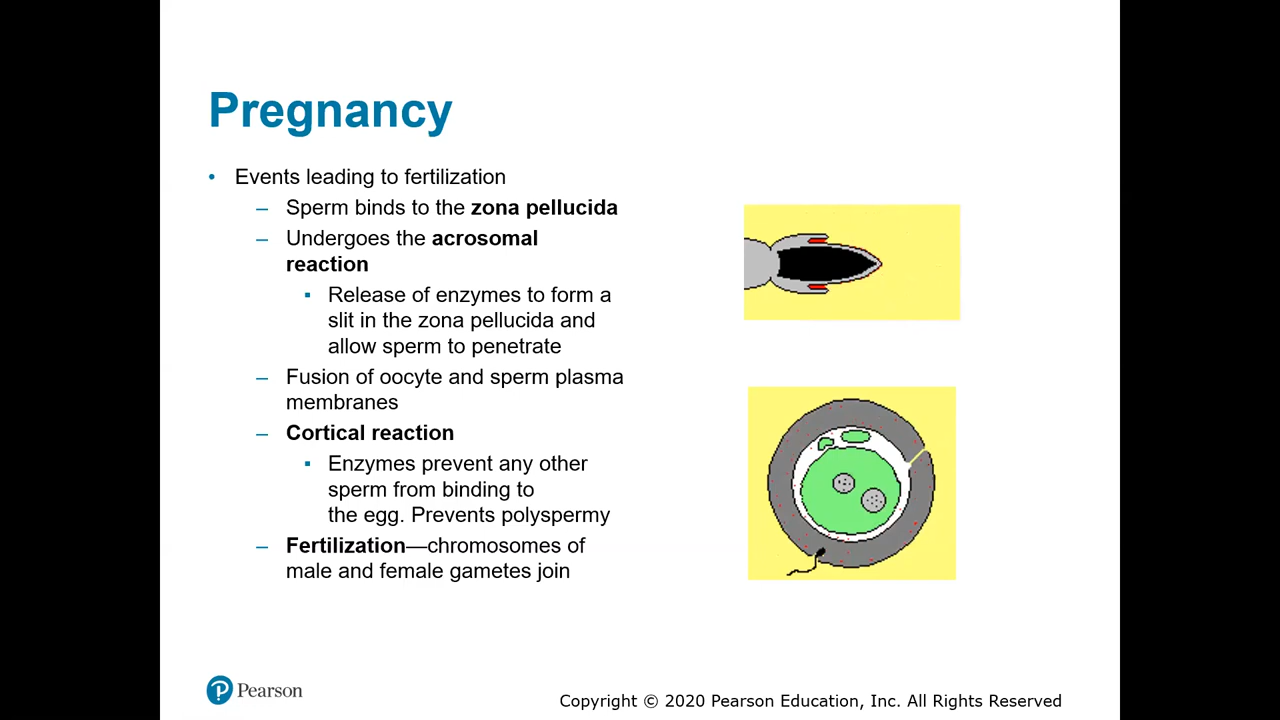 Pregnancy
• Events leading to fertilization
– Sperm binds to the zona pellucida
– Undergoes the acrosomal
reaction
▪ Release of enzymes to form a
slit in the zona pellucida and
allow sperm to penetrate
– Fusion of oocyte and sperm plasma
membranes
– Cortical reaction
▪ Enzymes prevent any other
sperm from binding to
the egg. Prevents polyspermy
– Fertilization—chromosomes of
male and female gametes join
P Pearson
Copyright © 2020 Pearson Education, Inc. All Rights Reserved